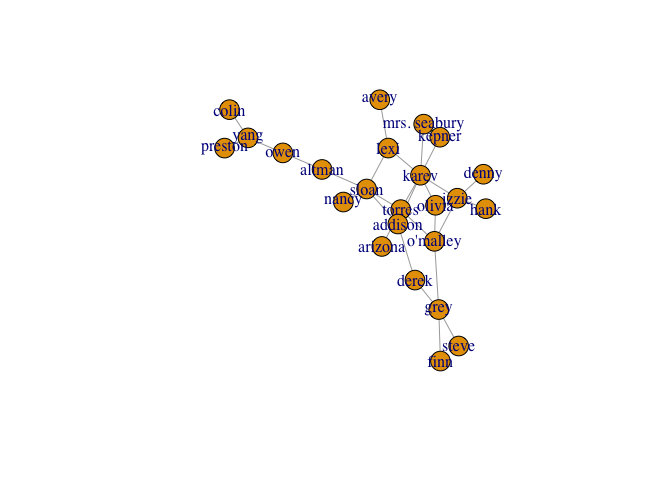 avery
colin
mrs. seabury
yang
kepner
preston
lexi
owen
altman
karev
denny
sloan
nancy
izzie
olivia
torres
hank
addison
o'malley
arizona
derek
grey
steve
finn